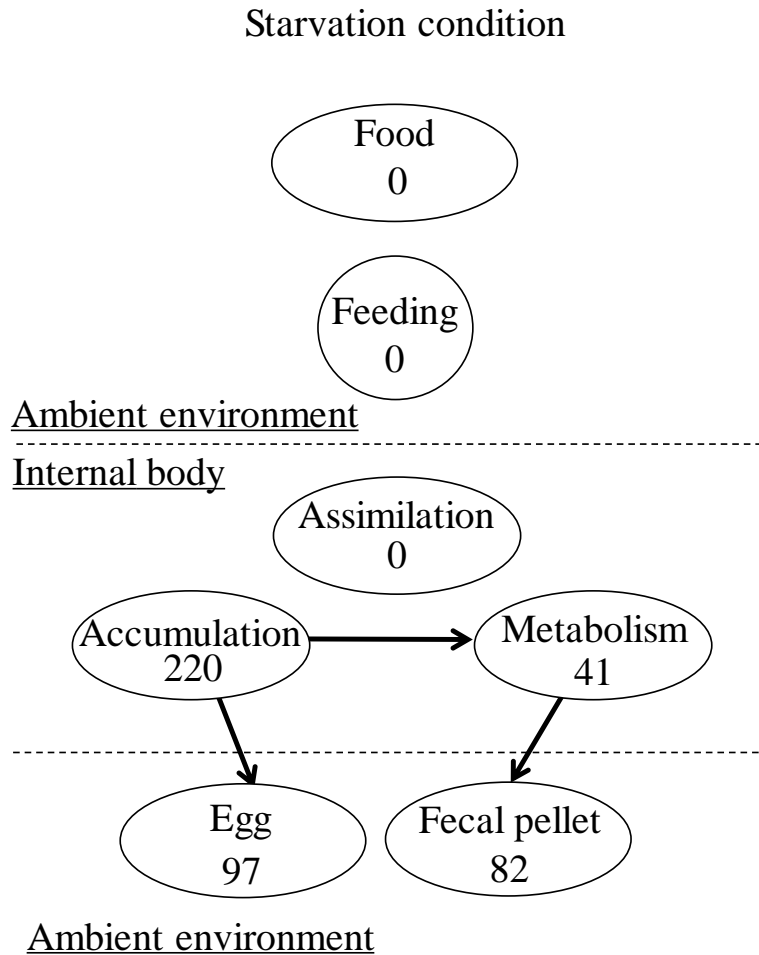 Starvation condition
Food
0
Feeding
0
Ambient environment
Internal body
Assimilation
0
Accumulation
220
Metabolism
41
Egg
97
Fecal pellet
82
Ambient environment